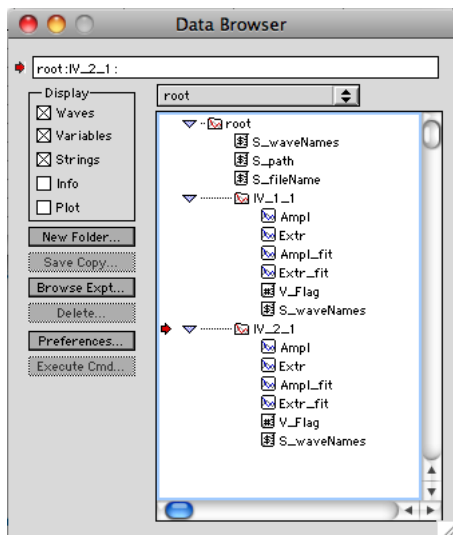 Data Browser
root:IV_2_1:
Display
Waves
Variables
Strings
Info
Plot
New Folder...
Save Copy...
Browse Expt...
Delete...
Preferences...
Execute Cmd...
root
root
S_waveNames
S_path
S_fileName
IV_1_1
Ampl
Extr
Ampl_fit
Extr_fit
V_Flag
S_waveNames
IV_2_1
Ampl
Extr
Ampl_fit
Extr_fit
V_Flag
S_waveNames